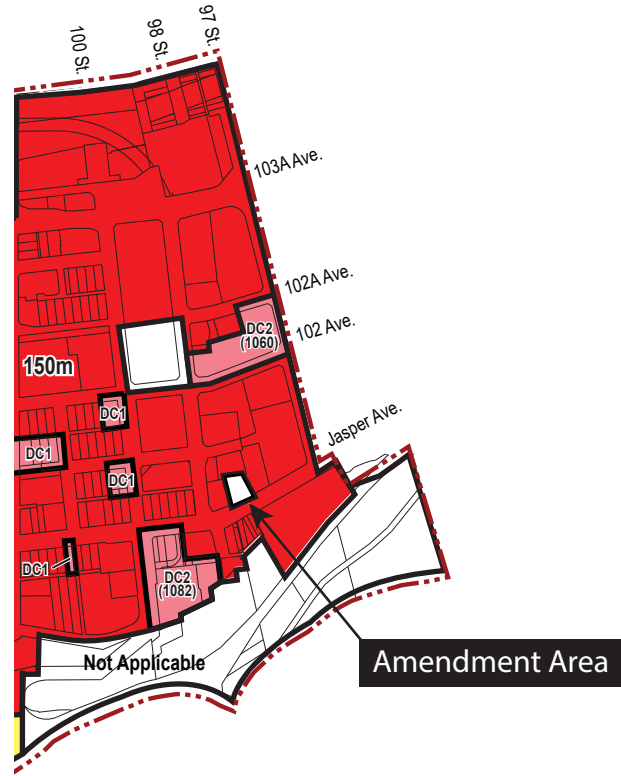 100 St.
98 St.
97 St.
103A Ave.
102A Ave.
102 Ave.
DC2
(1060)
150m
DC1
Jasper Ave.
DC1
DC1
DC1
DC2
(1082)
Not Applicable
Amendment Area